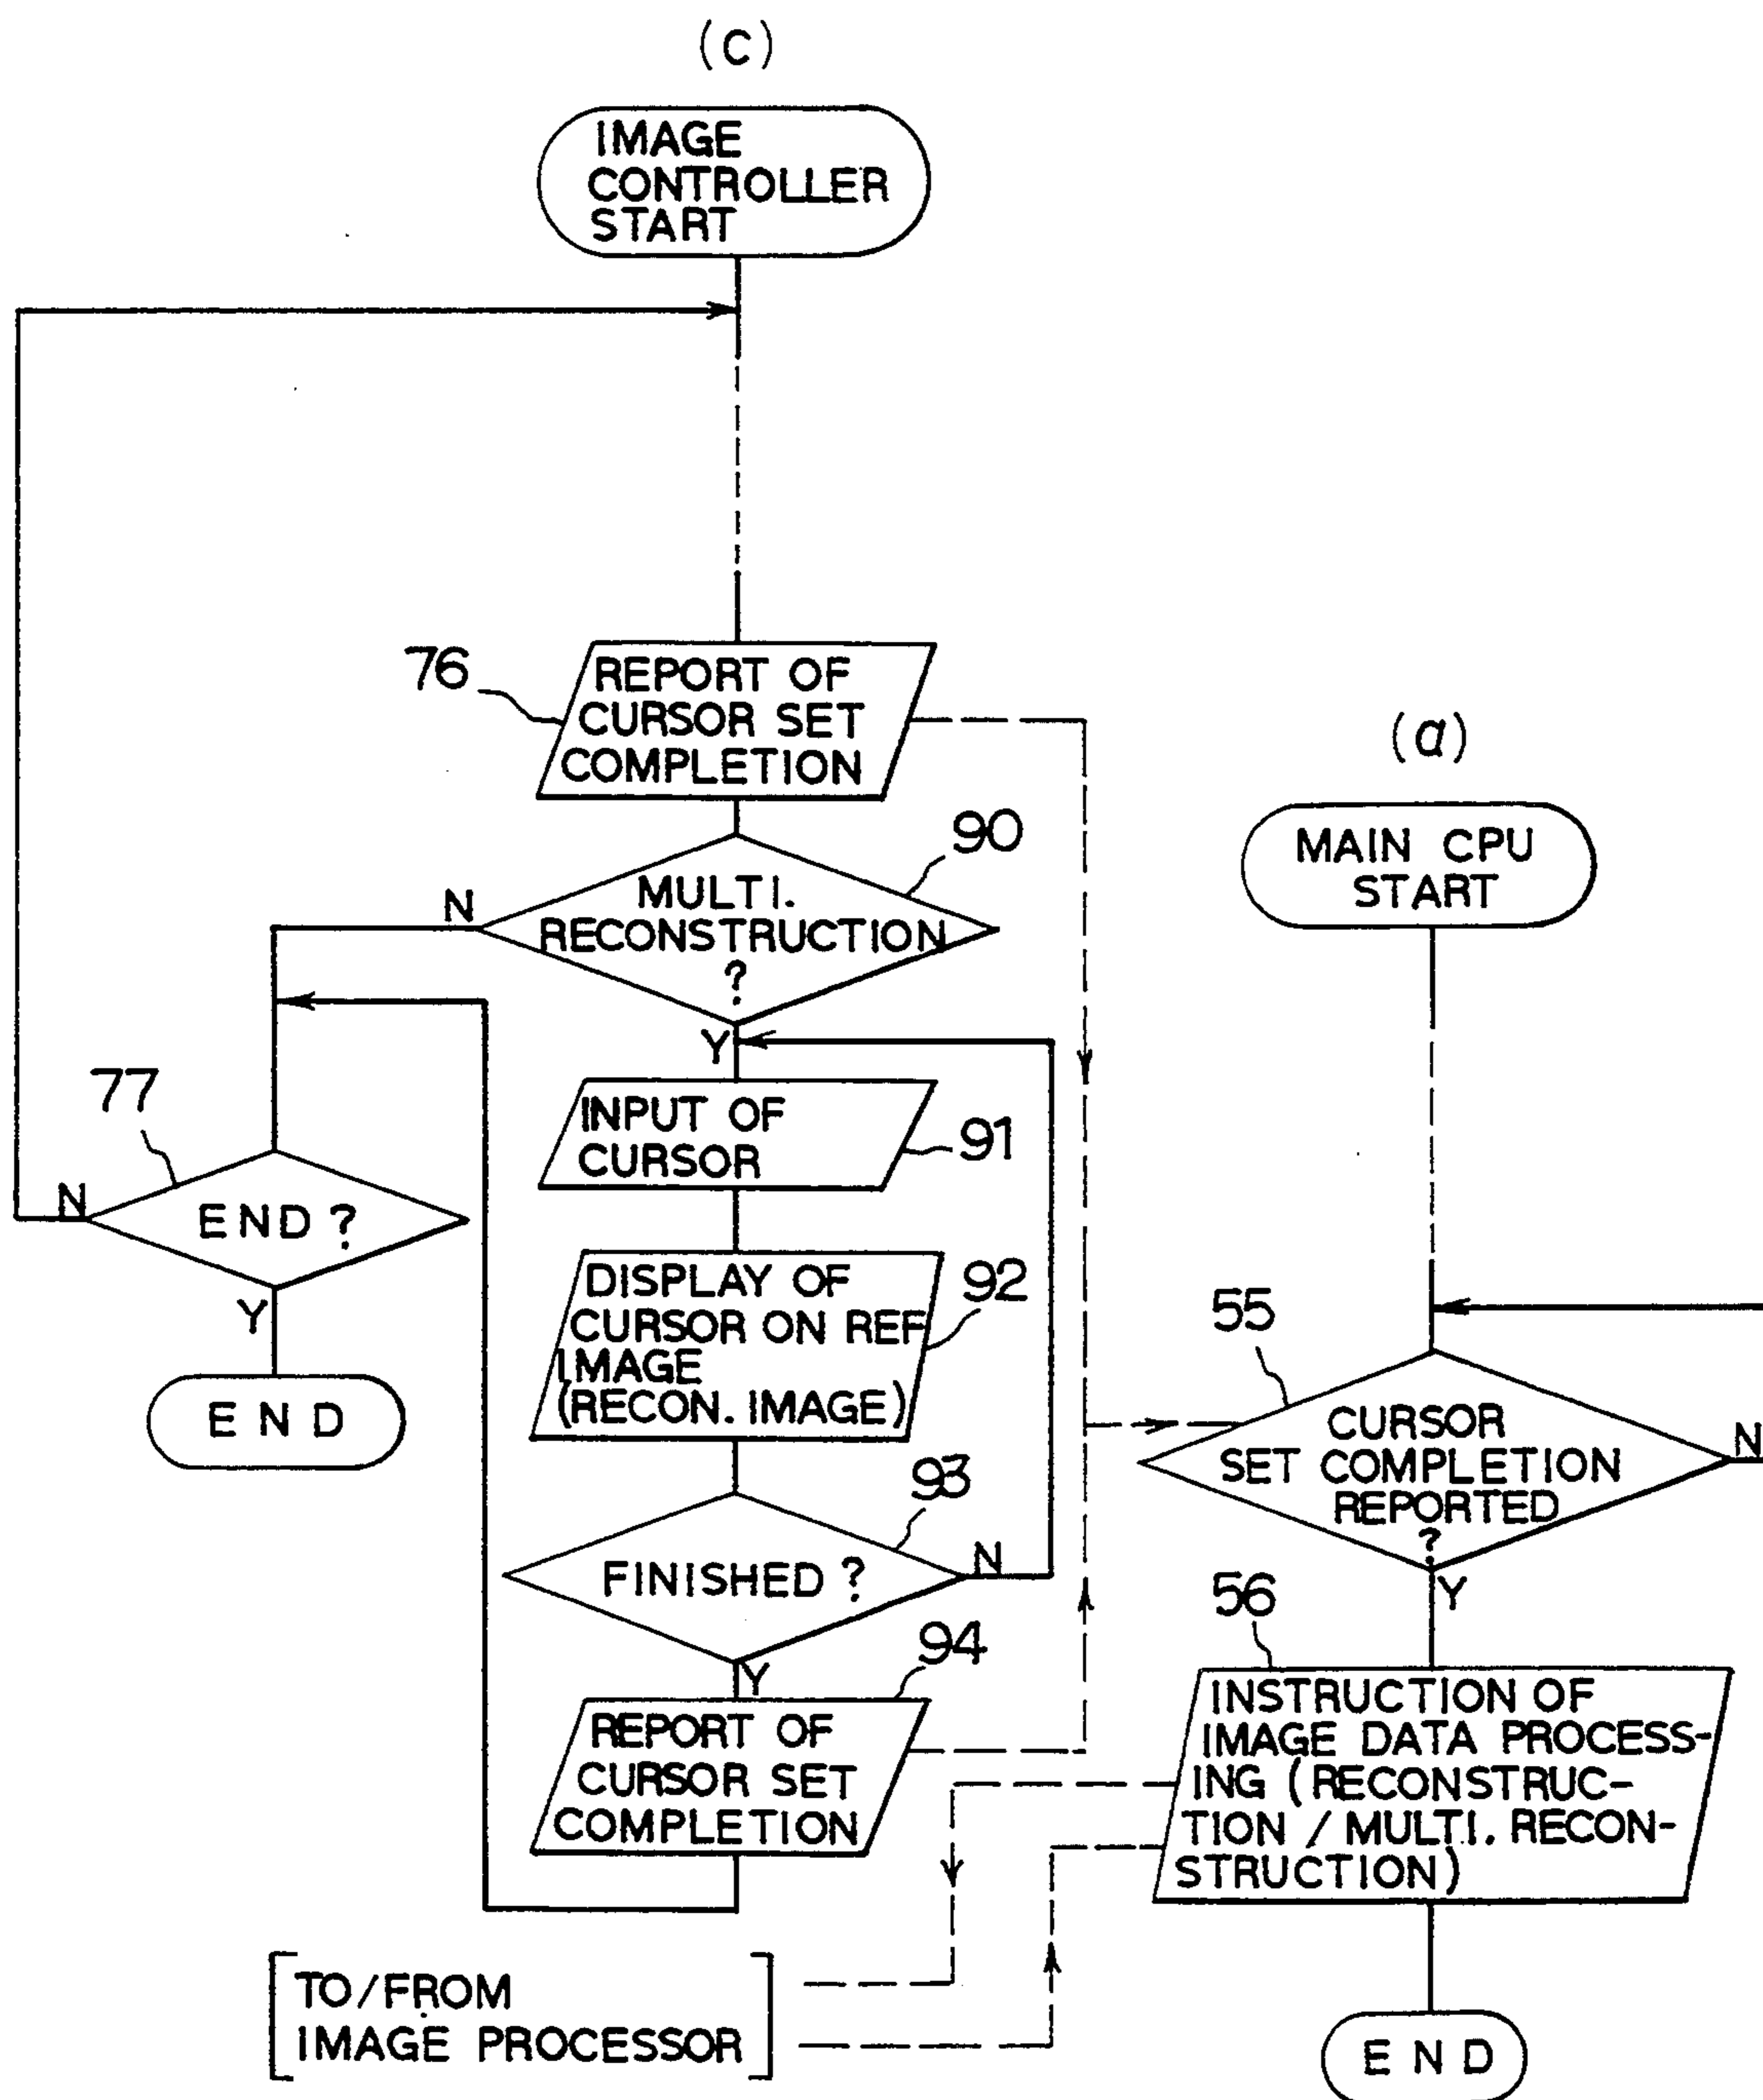 (c)
IMAGE
CONTROLLER
START
76
REPORT OF
CURSOR SET
COMPLETION
90
MULTI.
RECONSTRUCTION
?
N
Y
77
END?
N
Y
END
INPUT OF
CURSOR
91
DISPLAY OF
CURSOR ON REF
IMAGE
(RECON. IMAGE)
92
93
FINISHED?
N
Y
94
REPORT OF
CURSOR SET
COMPLETION
(a)
MAIN CPU
START
55
CURSOR
SET COMPLETION
REPORTED
?
N
Y
56
INSTRUCTION OF
IMAGE DATA PROCESS-
ING (RECONSTRUC-
TION / MULTI. RECON-
STRUCTION)
END
TO/FROM
IMAGE PROCESSOR